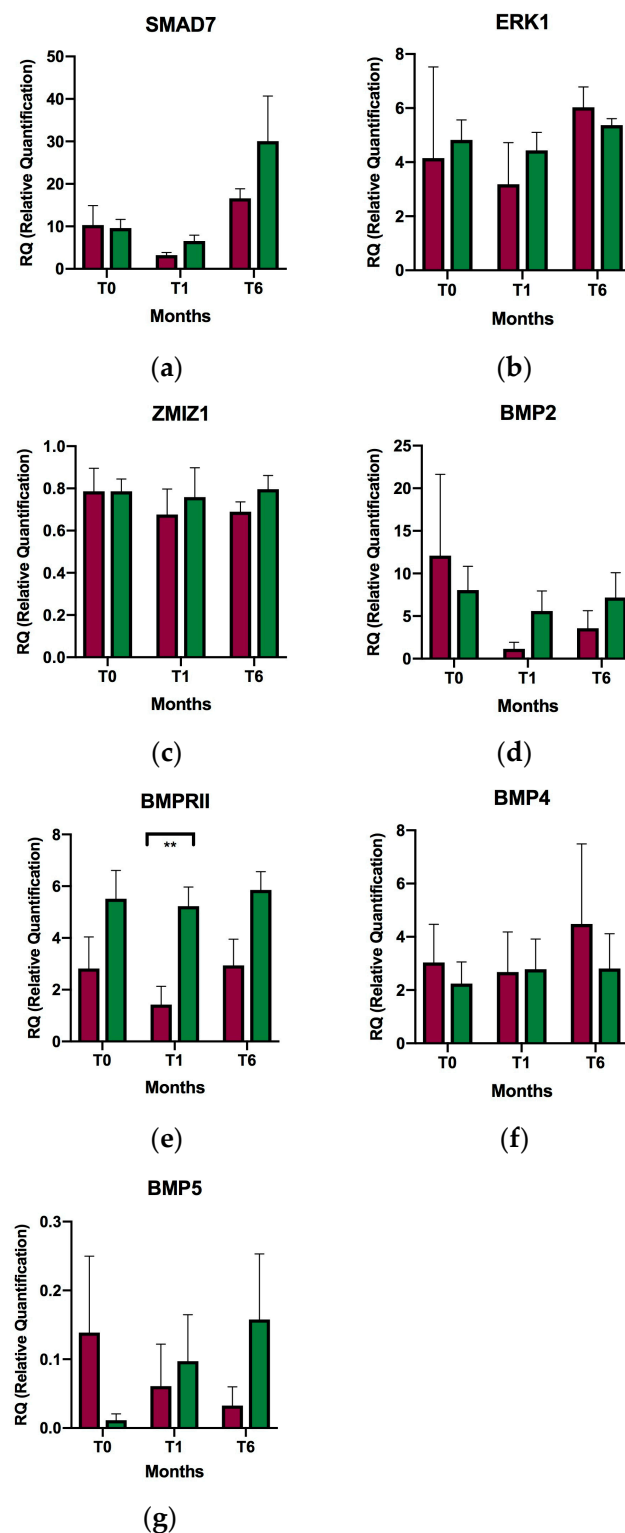 SMAD7
RQ (Relative Quantification)
50
40
30
20
10
0
T0 T1 T6
Months
(a)
ERK1
RQ (Relative Quantification)
8
6
4
2
0
T0 T1 T6
Months
(b)
ZMIZ1
RQ (Relative Quantification)
1.0
0.8
0.6
0.4
0.2
0.0
T0 T1 T6
Months
(c)
BMP2
RQ (Relative Quantification)
25
20
15
10
5
0
T0 T1 T6
Months
(d)
BMPRII
RQ (Relative Quantification)
8
6
4
2
0
**
T0 T1 T6
Months
(e)
BMP4
RQ (Relative Quantification)
8
6
4
2
0
T0 T1 T6
Months
(f)
BMP5
RQ (Relative Quantification)
0.3
0.2
0.1
0.0
T0 T1 T6
Months
(g)